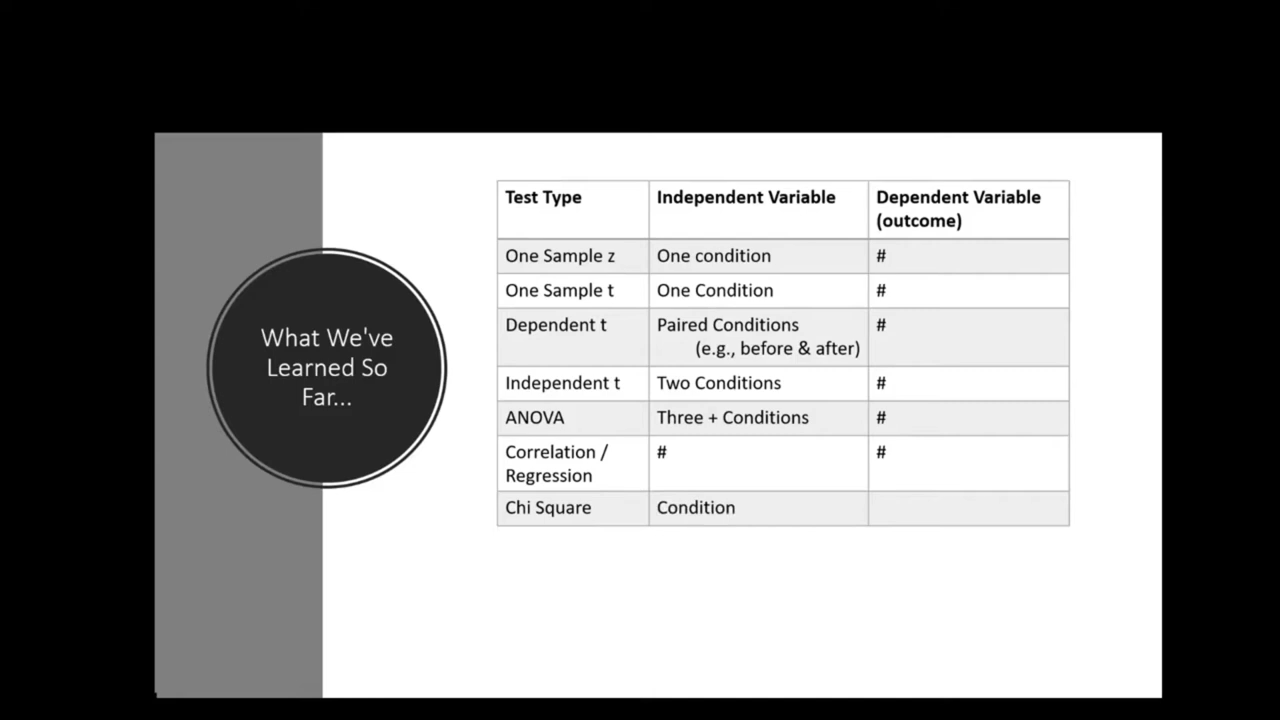 What We've
Learned So
Far...
Test Type Independent Variable Dependent Variable
(outcome)
One Sample z One condition #
One Sample t One Condition #
Dependent t Paired Conditions #
(e.g., before & after)
Independent t Two Conditions #
ANOVA Three + Conditions #
Correlation / # #
Regression
Chi Square Condition